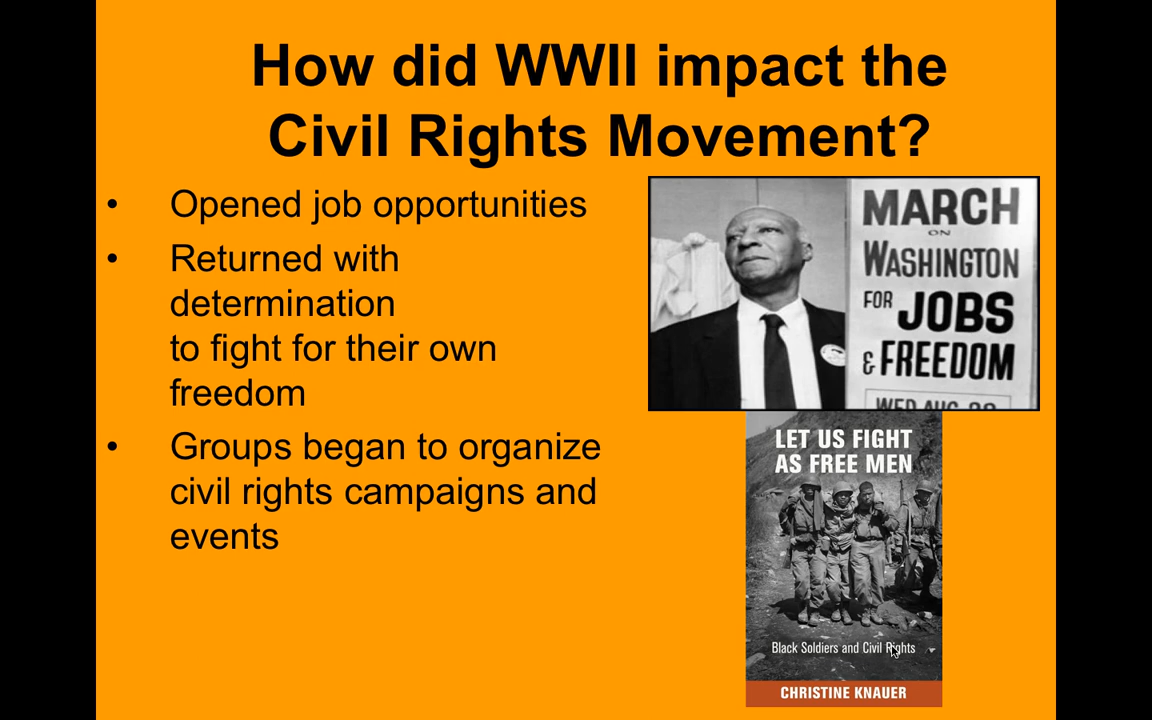 How did WWII impact the
Civil Rights Movement?
• Opened job opportunities
• Returned with
determination
to fight for their own
freedom
• Groups began to organize
civil rights campaigns and
events
MARCH
ON
WASHINGTON
FOR JOBS
& FREEDOM
WED AUG
LET US FIGHT
AS FREE MEN
Black Soldiers and Civil Rights
CHRISTINE KNAUER